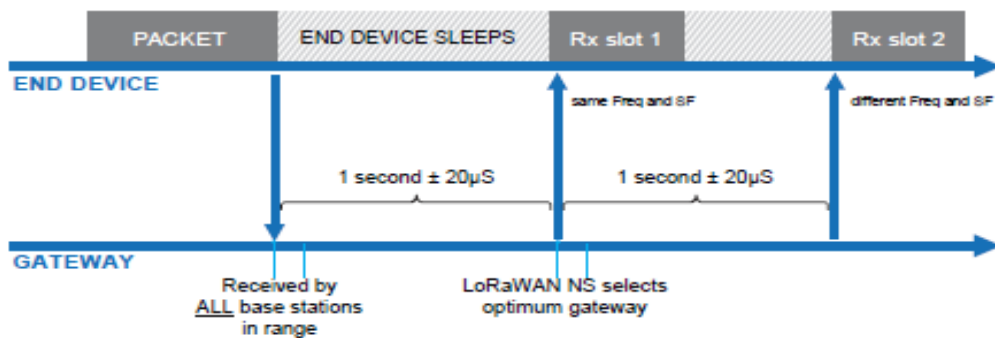 PACKET
END DEVICE SLEEPS
Rx slot 1
Rx slot 2
END DEVICE
same Freq and SF
different Freq and SF
1 second ± 20µS
1 second ± 20µS
GATEWAY
Received by
ALL base stations
in range
LoRaWAN NS selects
optimum gateway